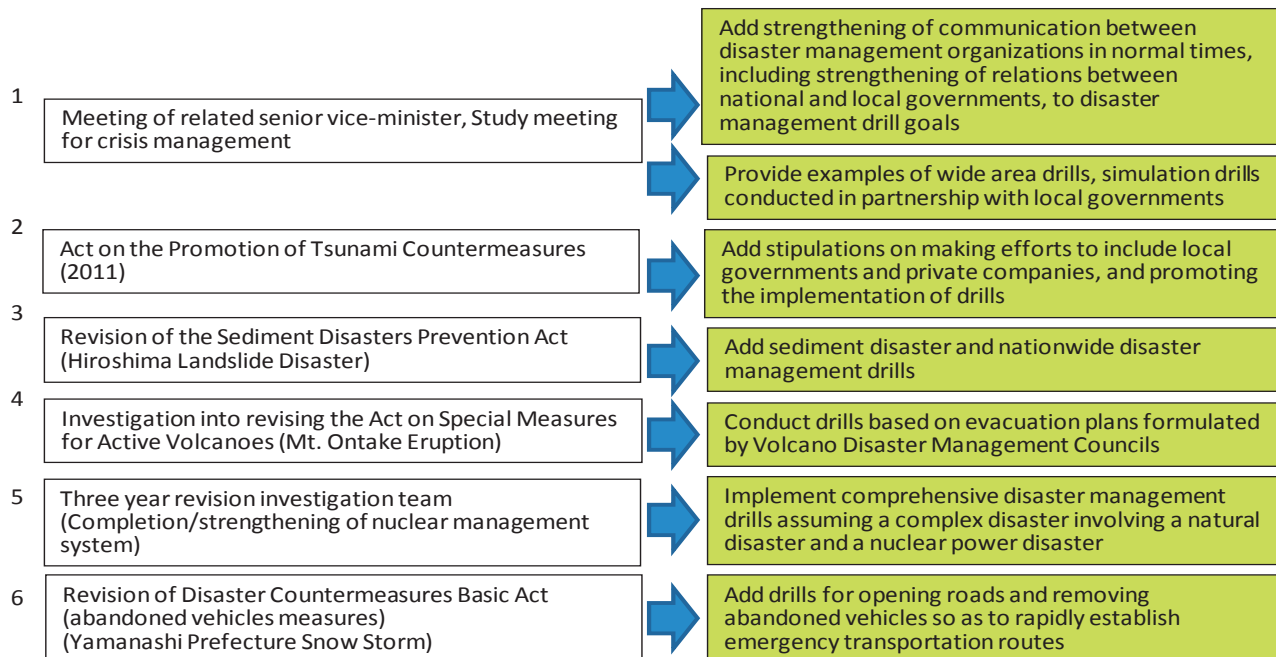 1
Meeting of related senior vice-minister, Study meeting
for crisis management
Add strengthening of communication between
disaster management organizations in normal times,
including strengthening of relations between
national and local governments, to disaster
management drill goals
Provide examples of wide area drills, simulation drills
conducted in partnership with local governments
2
Act on the Promotion of Tsunami Countermeasures
(2011)
Add stipulations on making efforts to include local
governments and private companies, and promoting
the implementation of drills
3
Revision of the Sediment Disasters Prevention Act
(Hiroshima Landslide Disaster)
Add sediment disaster and nationwide disaster
management drills
4
Investigation into revising the Act on Special Measures
for Active Volcanoes (Mt. Ontake Eruption)
Conduct drills based on evacuation plans formulated
by Volcano Disaster Management Councils
5
Three year revision investigation team
(Completion/strengthening of nuclear management
system)
Implement comprehensive disaster management
drills assuming a complex disaster involving a natural
disaster and a nuclear power disaster
6
Revision of Disaster Countermeasures Basic Act
(abandoned vehicles measures)
(Yamanashi Prefecture Snow Storm)
Add drills for opening roads and removing
abandoned vehicles so as to rapidly establish
emergency transportation routes